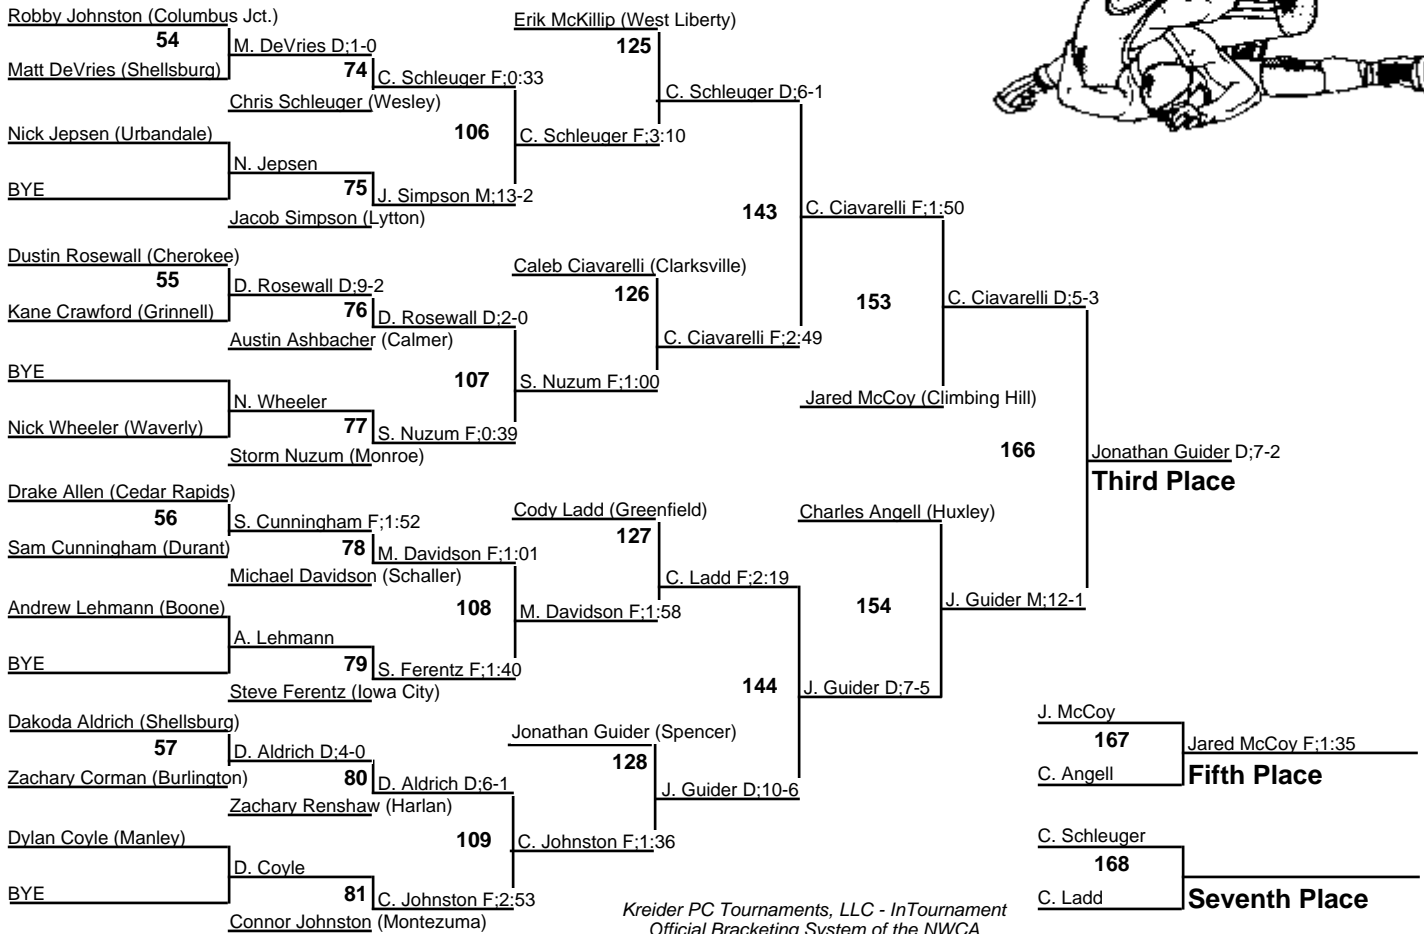 Robby Johnston (Columbus Jct.)
54
M. DeVries D;1-0
Matt DeVries (Shellsburg)
74
C. Schleuger F;0:33
Chris Schleuger (Wesley)
Nick Jepsen (Urbandale)
106
C. Schleuger F;3:10
N. Jepsen
BYE
75
J. Simpson M;13-2
Jacob Simpson (Lytton)
Erik McKillip (West Liberty)
125
C. Schleuger D;6-1
143
C. Ciavarelli F;1:50
Dustin Rosewall (Cherokee)
55
D. Rosewall D;9-2
Kane Crawford (Grinnell)
76
D. Rosewall D;2-0
Austin Ashbacher (Calmer)
BYE
107
S. Nuzum F;1:00
N. Wheeler
Nick Wheeler (Waverly)
77
S. Nuzum F;0:39
Storm Nuzum (Monroe)
Caleb Ciavarelli (Clarksville)
126
C. Ciavarelli F;2:49
153
C. Ciavarelli D;5-3
Jared McCoy (Climbing Hill)
166
Jonathan Guider D;7-2
Third Place
Drake Allen (Cedar Rapids)
56
S. Cunningham F;1:52
Sam Cunningham (Durant)
78
M. Davidson F;1:01
Michael Davidson (Schaller)
Andrew Lehmann (Boone)
108
M. Davidson F;1:58
A. Lehmann
BYE
79
S. Ferentz F;1:40
Steve Ferentz (Iowa City)
Cody Ladd (Greenfield)
127
C. Ladd F;2:19
Charles Angell (Huxley)
154
J. Guider M;12-1
144
J. Guider D;7-5
Dakoda Aldrich (Shellsburg)
57
D. Aldrich D;4-0
Zachary Corman (Burlington)
80
D. Aldrich D;6-1
Zachary Renshaw (Harlan)
Dylan Coyle (Manley)
109
C. Johnston F;1:36
D. Coyle
BYE
81
C. Johnston F;2:53
Connor Johnston (Montezuma)
Jonathan Guider (Spencer)
128
J. Guider D;10-6
J. McCoy
167
Jared McCoy F;1:35
C. Angell
Fifth Place
C. Schleuger
168
C. Ladd
Seventh Place
Kreider PC Tournaments, LLC - InTournament
Official Bracketing System of the NWCA